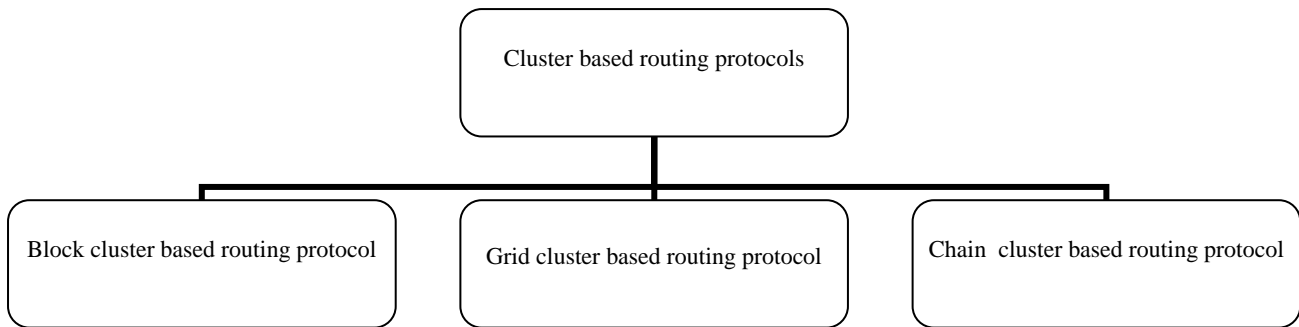 Cluster based routing protocols
Block cluster based routing protocol
Grid cluster based routing protocol
Chain  cluster based routing protocol